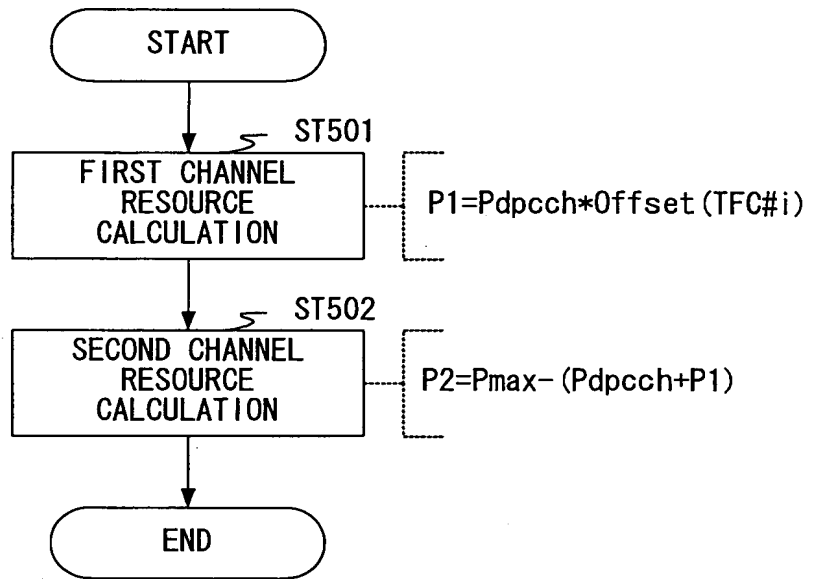 START
ST501
FIRST CHANNEL
RESOURCE
CALCULATION
P1=Pdpcch*Offset(TFC#i)
ST502
SECOND CHANNEL
RESOURCE
CALCULATION
P2=Pmax-(Pdpcch+P1)
END